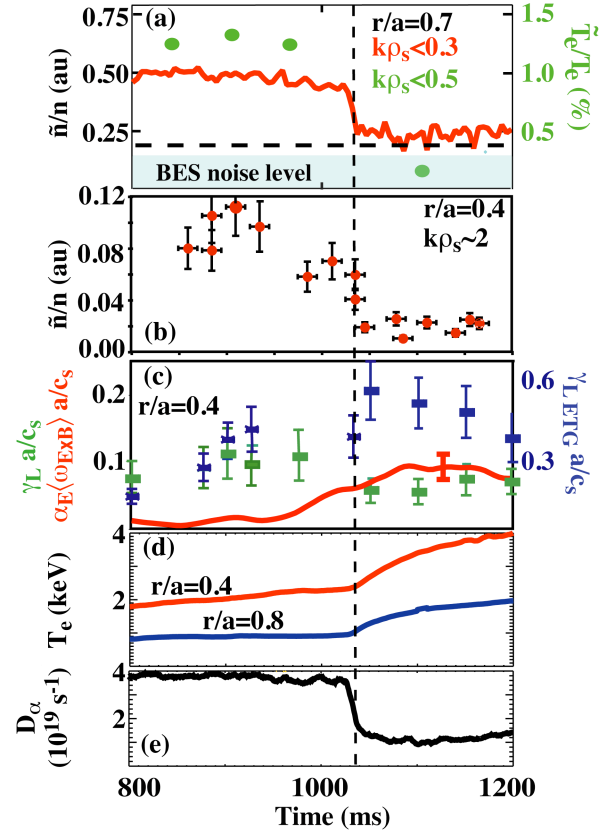 (a)
r/a=0.7
kρs<0.3
kρs<0.5
BES noise level
0.75
0.50
0.25
ñ/n (au)
1.5
1.0
0.5
T̃e/Te (%)
(b)
r/a=0.4
kρs~2
0.12
0.08
0.04
0.00
ñ/n (au)
(c)
r/a=0.4
0.2
0.1
γL a/cs
αE⟨ωExB⟩ a/cs
0.6
0.3
γL ETG a/cs
(d)
r/a=0.4
r/a=0.8
4
2
Te (keV)
(e)
4
2
Dα
(10¹⁹ s⁻¹)
800
1000
1200
Time (ms)